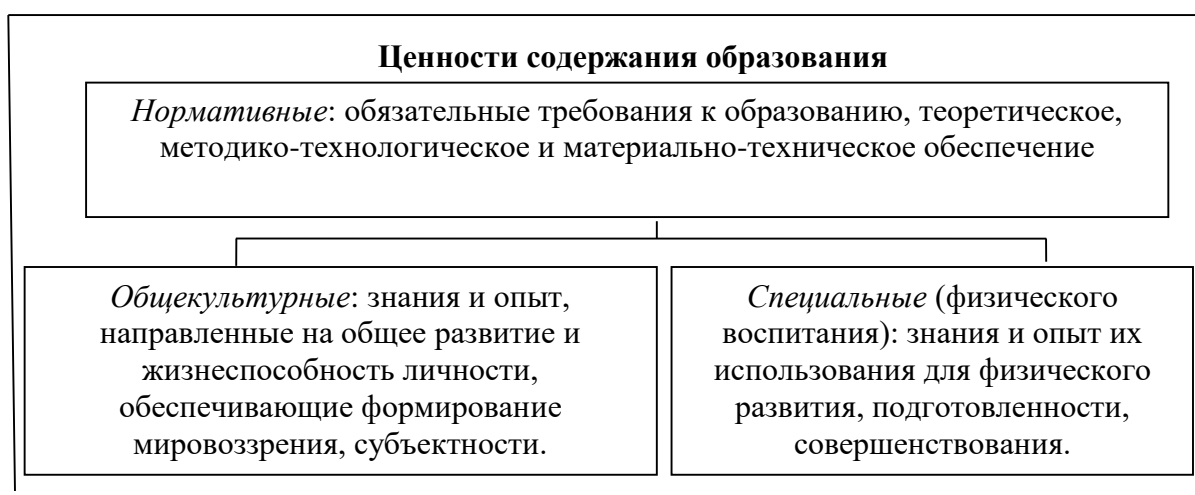 Ценности содержания образования
Нормативные: обязательные требования к образованию, теоретическое,
методико-технологическое и материально-техническое обеспечение
Общекультурные: знания и опыт,
направленные на общее развитие и
жизнеспособность личности,
обеспечивающие формирование
мировоззрения, субъектности.
Специальные (физического
воспитания): знания и опыт их
использования для физического
развития, подготовленности,
совершенствования.